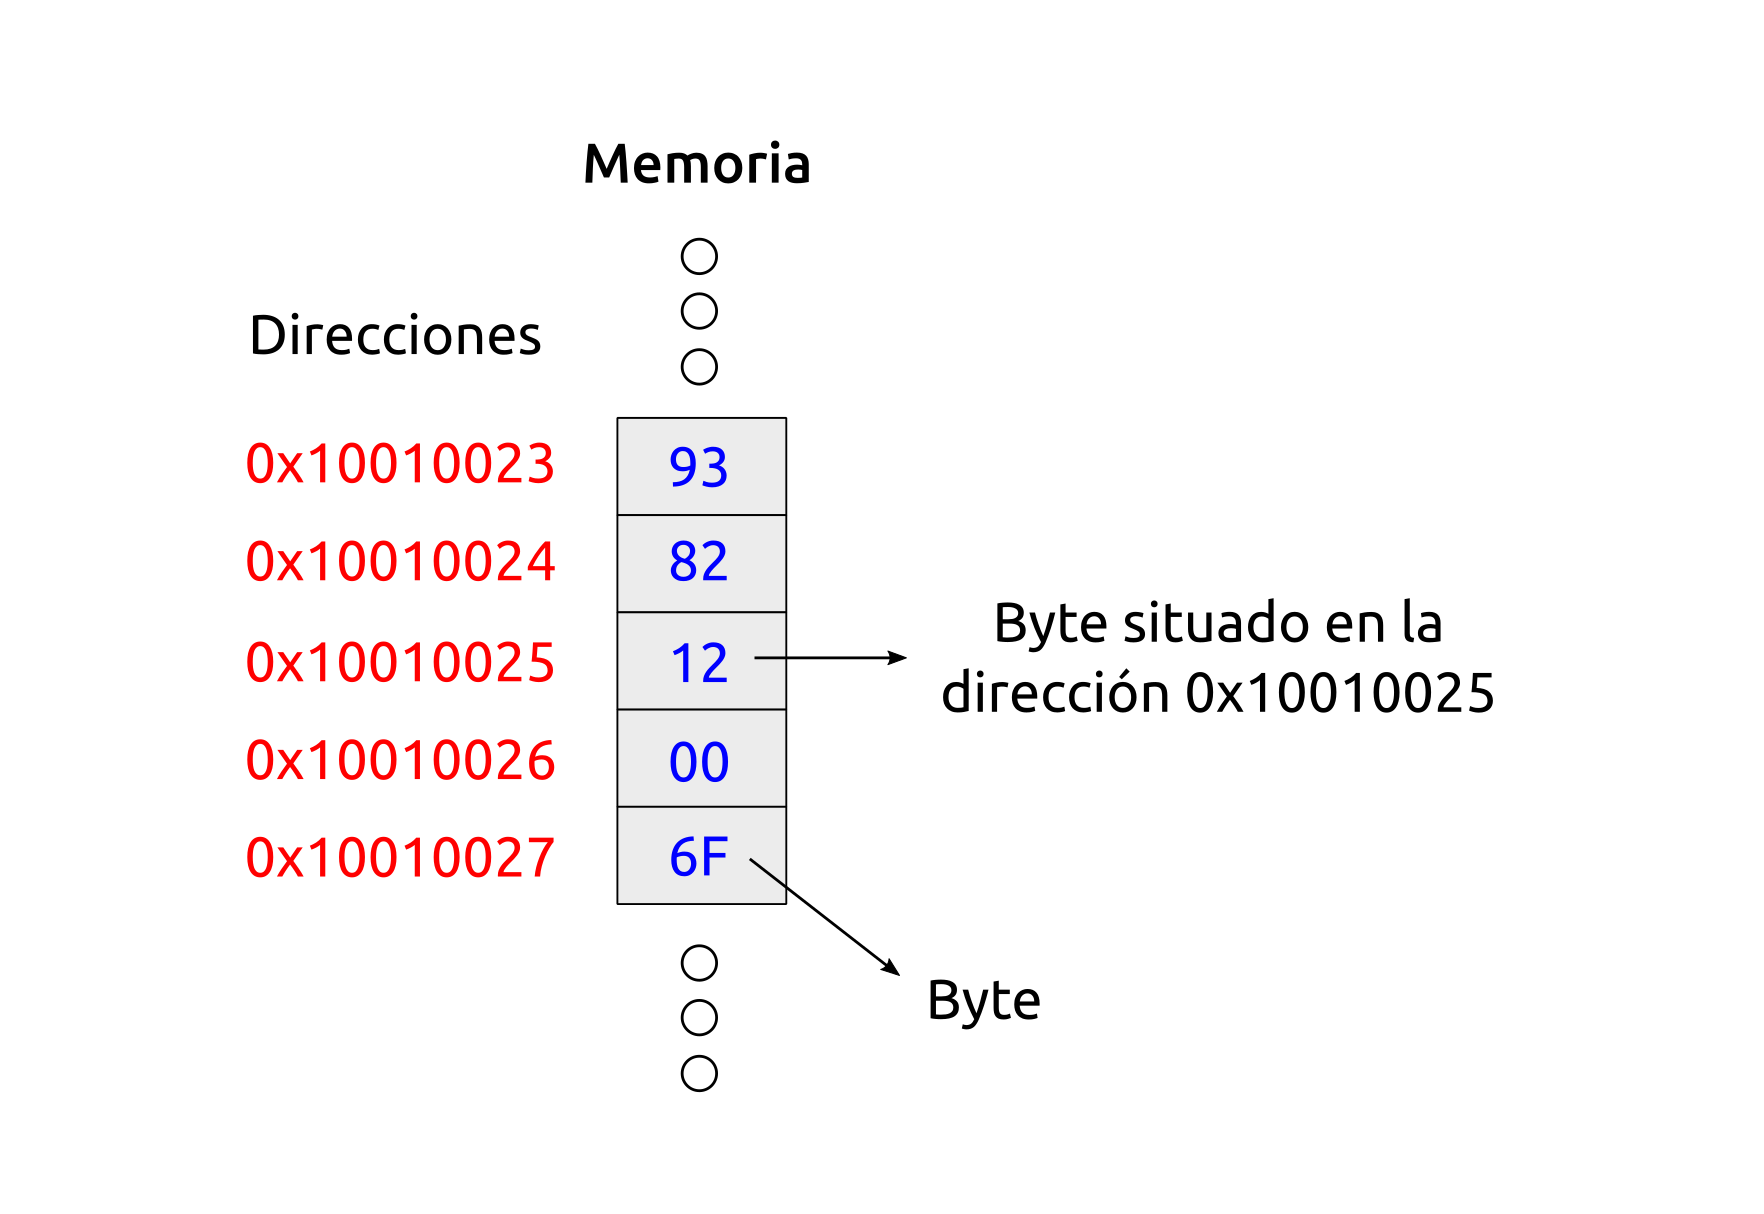 Memoria
Direcciones
0x10010023 93
0x10010024 82
0x10010025 12
0x10010026 00
0x10010027 6F
Byte situado en la
dirección 0x10010025
Byte